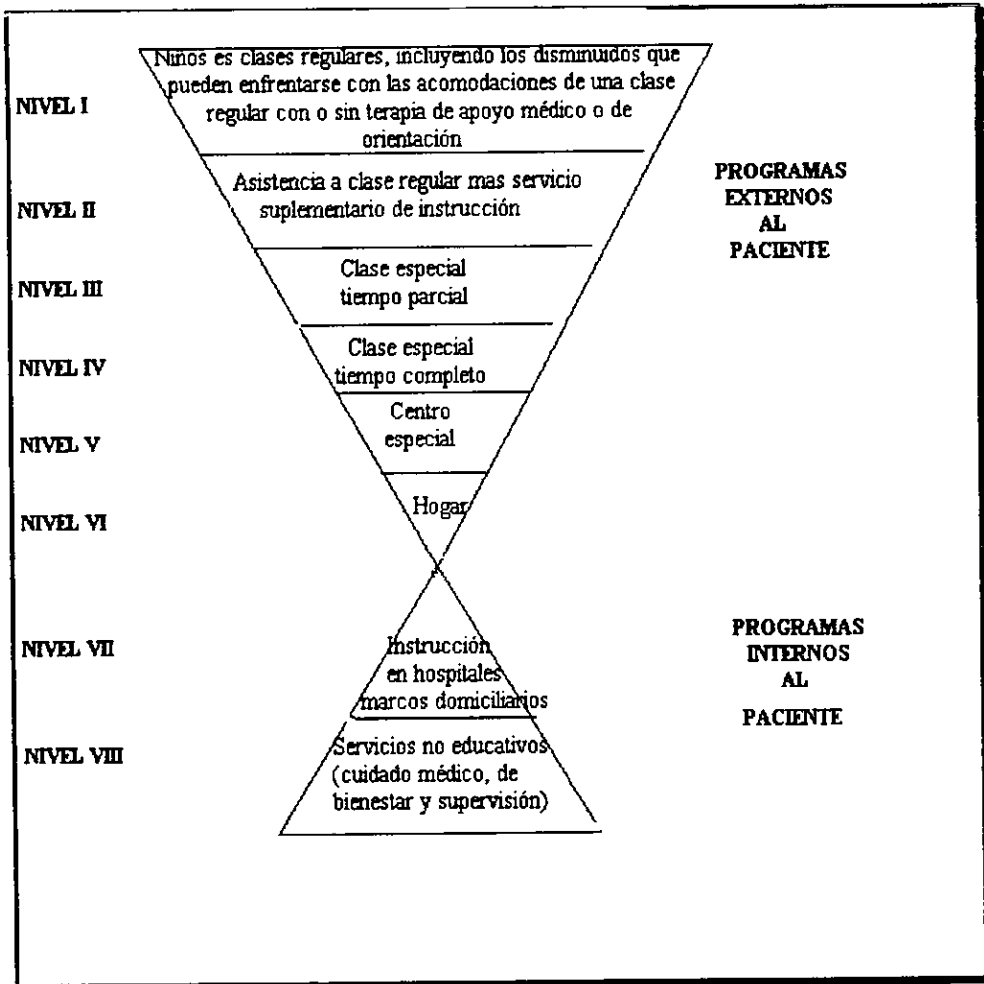 NIVEL I
Niños es clases regulares, incluyendo los disminuidos que
pueden enfrentarse con las acomodaciones de una clase
regular con o sin terapia de apoyo médico o de
orientación
NIVEL II
Asistencia a clase regular mas servicio
suplementario de instrucción
PROGRAMAS
EXTERNOS
AL
PACIENTE
NIVEL III
Clase especial
tiempo parcial
NIVEL IV
Clase especial
tiempo completo
NIVEL V
Centro
especial
NIVEL VI
Hogar
NIVEL VII
Instrucción
en hospitales
marcos domiciliarios
PROGRAMAS
INTERNOS
AL
PACIENTE
NIVEL VIII
Servicios no educativos
(cuidado médico, de
bienestar y supervisión)